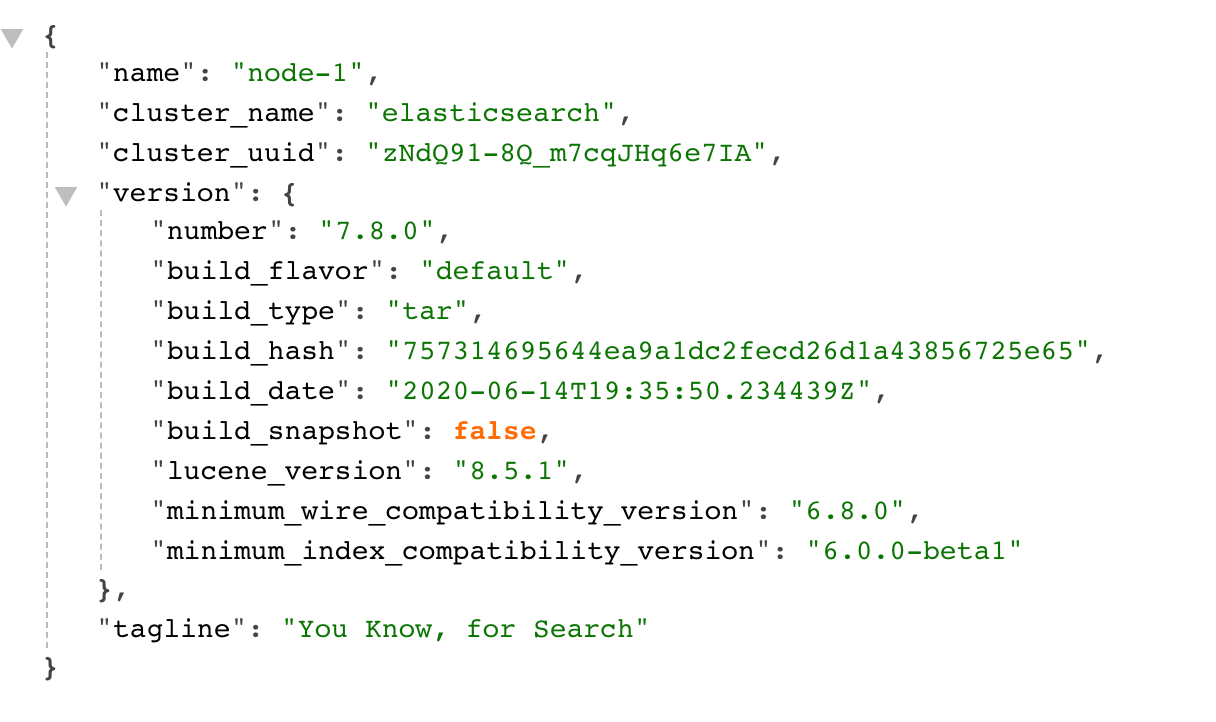 {
"name": "node-1",
"cluster_name": "elasticsearch",
"cluster_uuid": "zNdQ91-8Q_m7cqJHq6e7IA",
"version": {
"number": "7.8.0",
"build_flavor": "default",
"build_type": "tar",
"build_hash": "757314695644ea9a1dc2fecd26d1a43856725e65",
"build_date": "2020-06-14T19:35:50.234439Z",
"build_snapshot": false,
"lucene_version": "8.5.1",
"minimum_wire_compatibility_version": "6.8.0",
"minimum_index_compatibility_version": "6.0.0-beta1"
},
"tagline": "You Know, for Search"
}